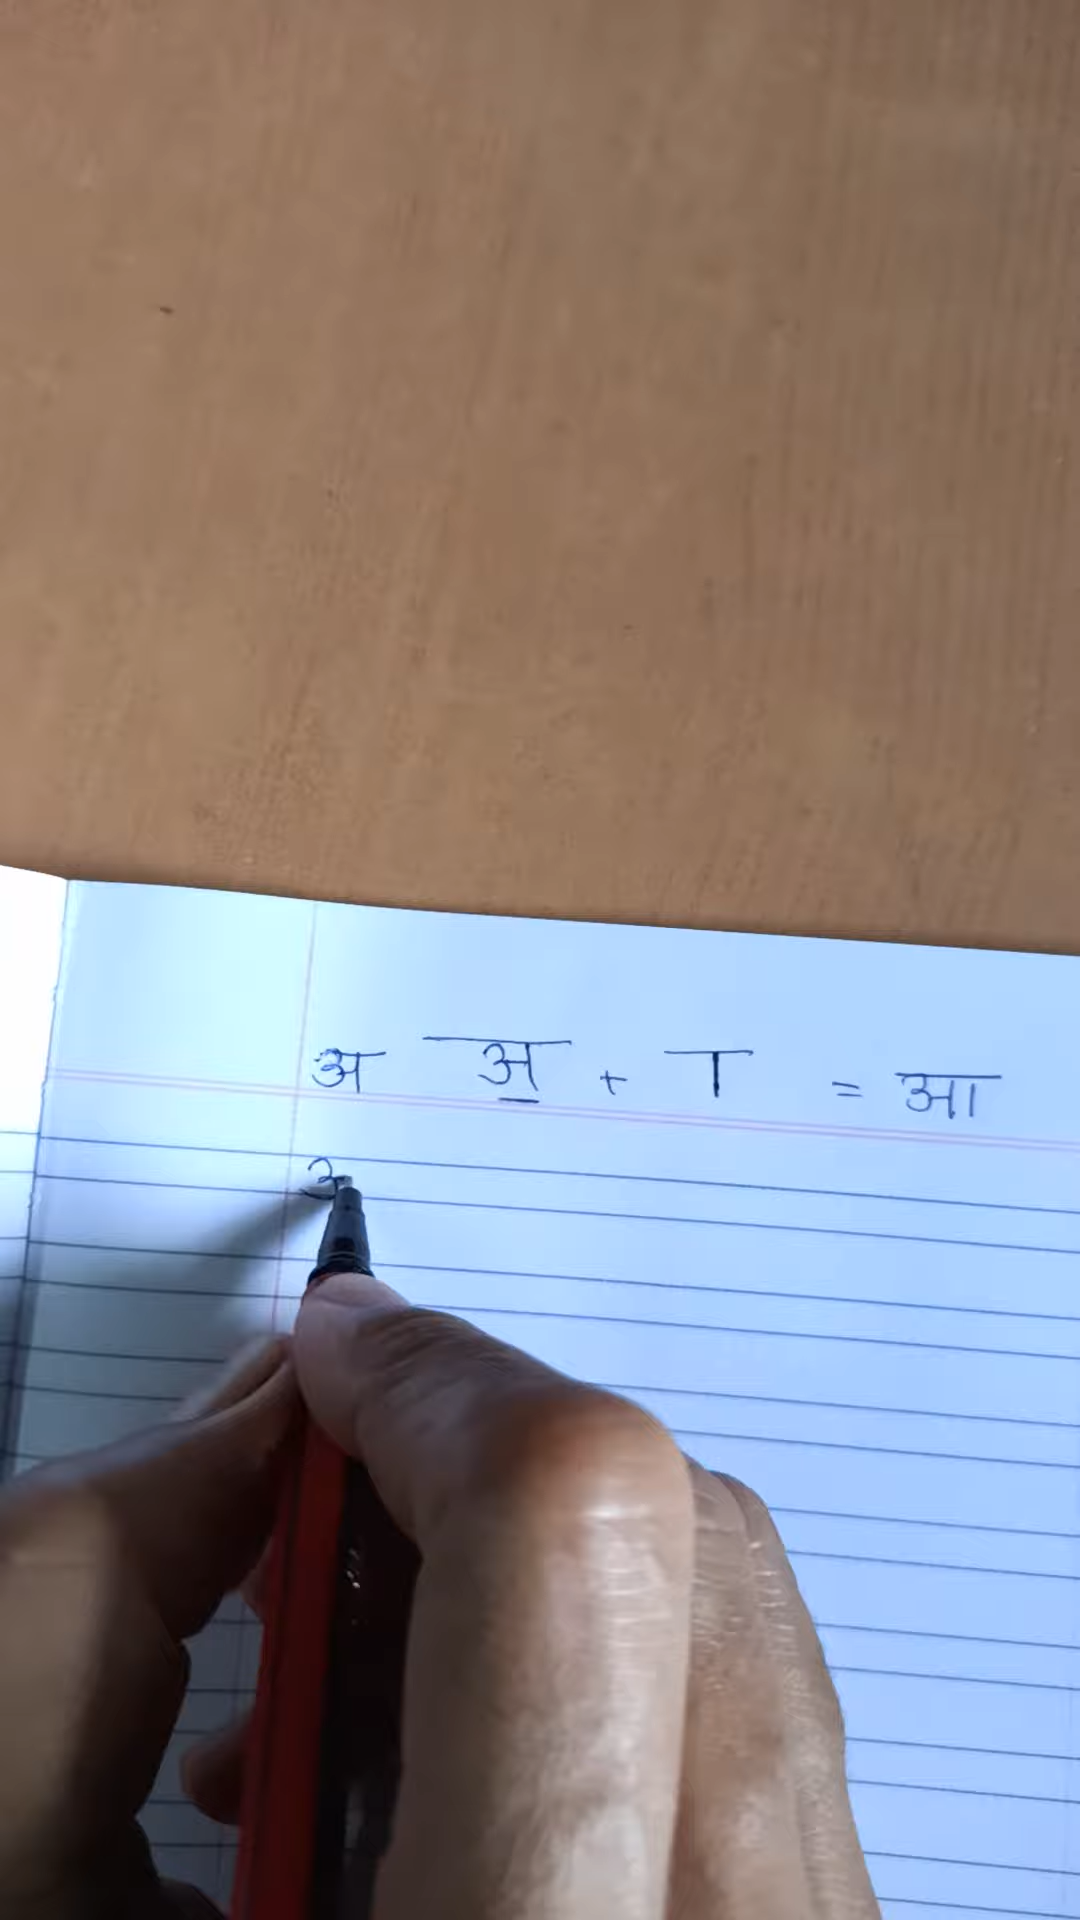 अ अ + ा = आ